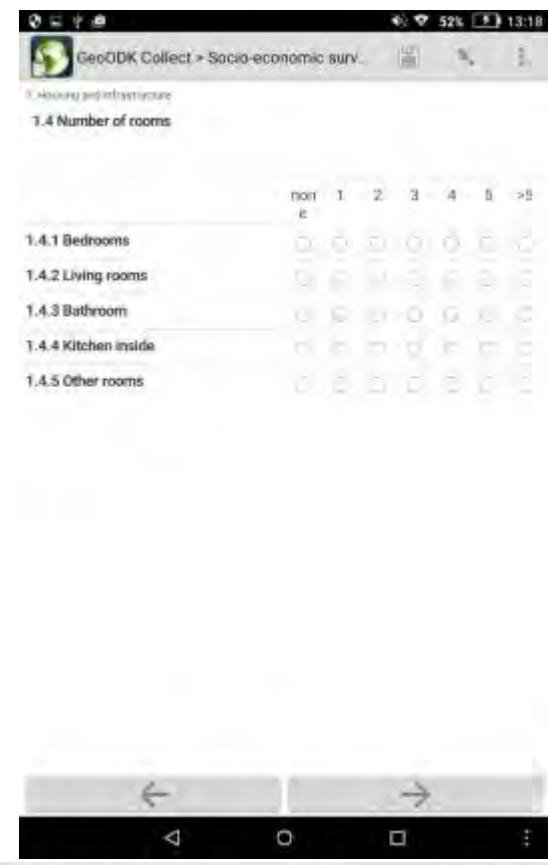 52% 13:18
GeoODK Collect > Socio-economic surv..
1. Housing and infrastructure
1.4 Number of rooms
non 1 2 3 4 5 >5
e
1.4.1 Bedrooms
1.4.2 Living rooms
1.4.3 Bathroom
1.4.4 Kitchen inside
1.4.5 Other rooms